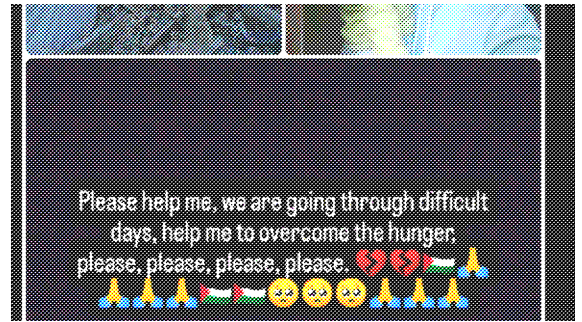 Please help me, we are going through difficult
days, help me to overcome the hunger,
please, please, please, please. 💔💔🇵🇸🙏
🙏🙏🙏🇵🇸🇵🇸🥺🥺🥺🙏🙏🙏